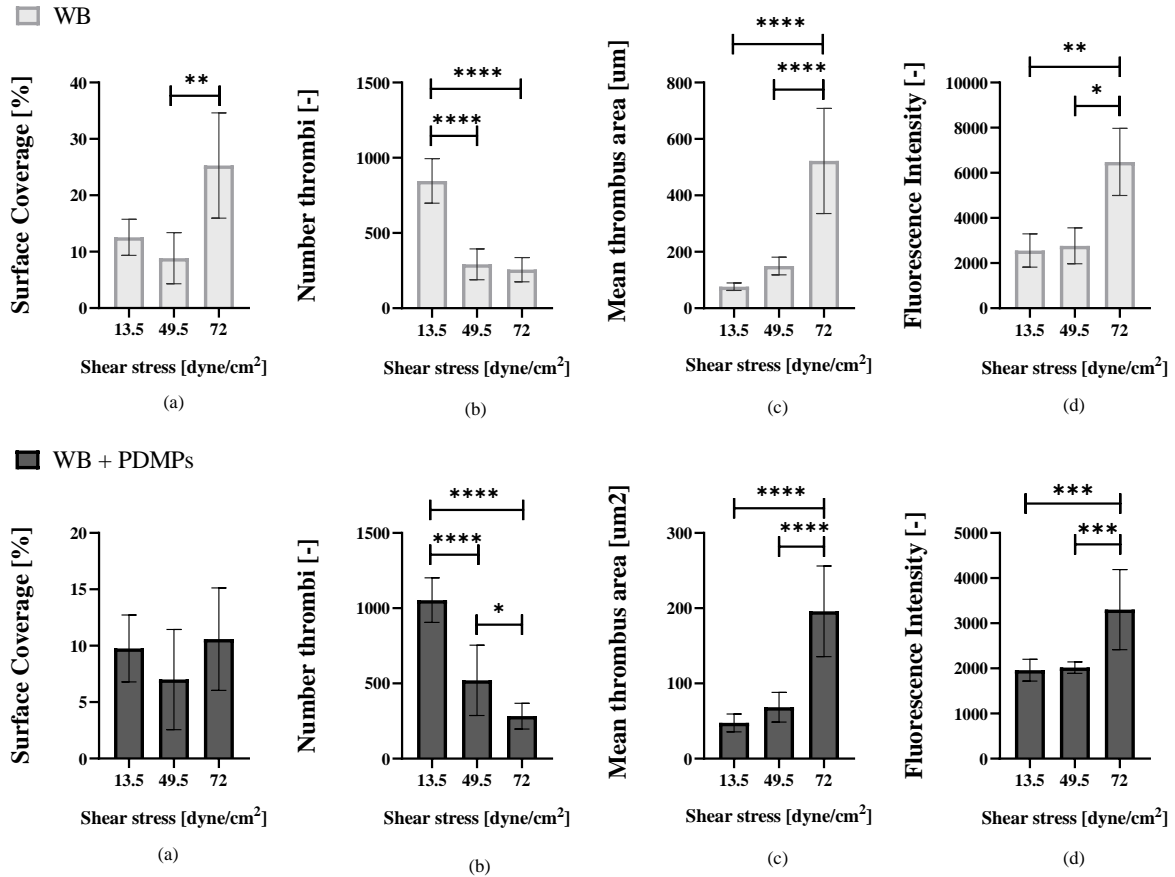 WB
Surface Coverage [%]
40
30
20
10
0
**
13.5 49.5 72
Shear stress [dyne/cm2]
(a)
Number thrombi [-]
1500
1000
500
0
****
****
13.5 49.5 72
Shear stress [dyne/cm2]
(b)
Mean thrombus area [um]
800
600
400
200
0
****
****
13.5 49.5 72
Shear stress [dyne/cm2]
(c)
Fluorescence Intensity [-]
10000
8000
6000
4000
2000
0
**
*
13.5 49.5 72
Shear stress [dyne/cm2]
(d)
WB + PDMPs
Surface Coverage [%]
20
15
10
5
0
13.5 49.5 72
Shear stress [dyne/cm2]
(a)
Number thrombi [-]
1500
1000
500
0
****
****
*
13.5 49.5 72
Shear stress [dyne/cm2]
(b)
Mean thrombus area [um2]
300
200
100
0
****
****
13.5 49.5 72
Shear stress [dyne/cm2]
(c)
Fluorescence Intensity [-]
5000
4000
3000
2000
1000
0
***
***
13.5 49.5 72
Shear stress [dyne/cm2]
(d)